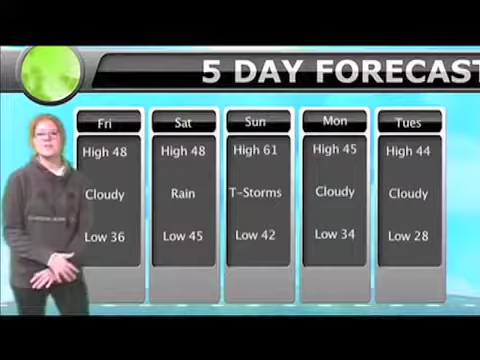 5 DAY FORECAST
Fri
High 48
Cloudy
Low 36
Sat
High 48
Rain
Low 45
Sun
High 61
T-Storms
Low 42
Mon
High 45
Cloudy
Low 34
Tues
High 44
Cloudy
Low 28